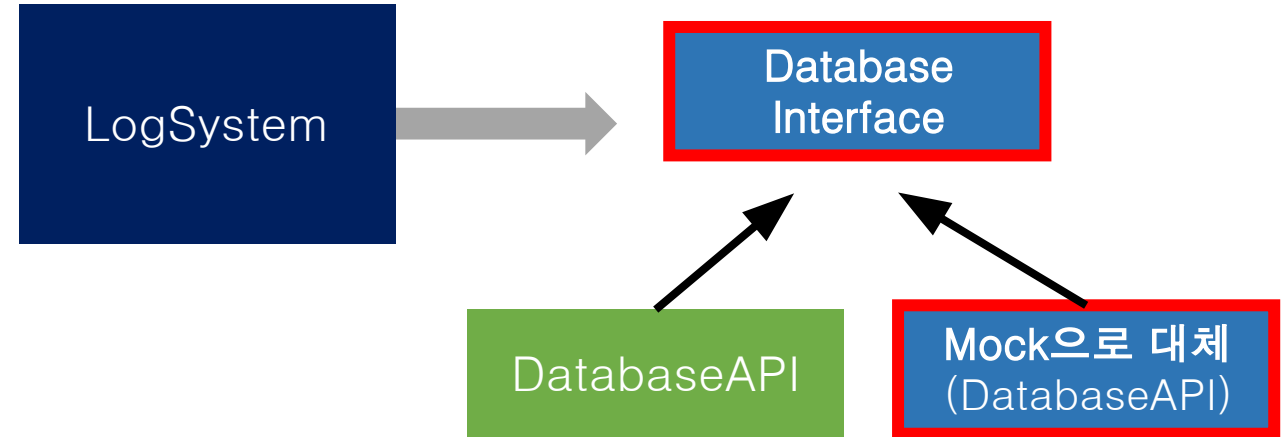 LogSystem
Database
Interface
DatabaseAPI
Mock으로 대체
(DatabaseAPI)